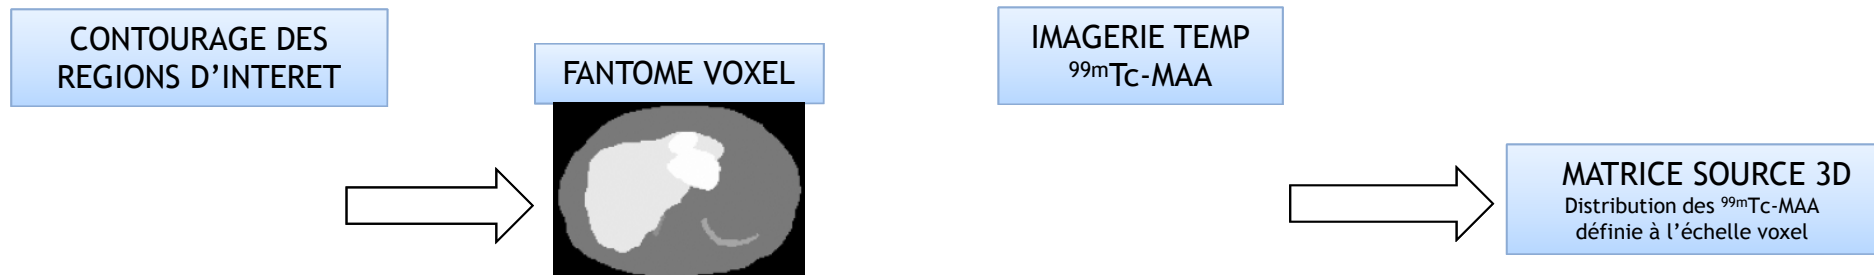 CONTOURAGE DES
REGIONS D’INTERET
FANTOME VOXEL
IMAGERIE TEMP
⁹⁹ᵐTc-MAA
MATRICE SOURCE 3D
Distribution des ⁹⁹ᵐTc-MAA
définie à l’échelle voxel